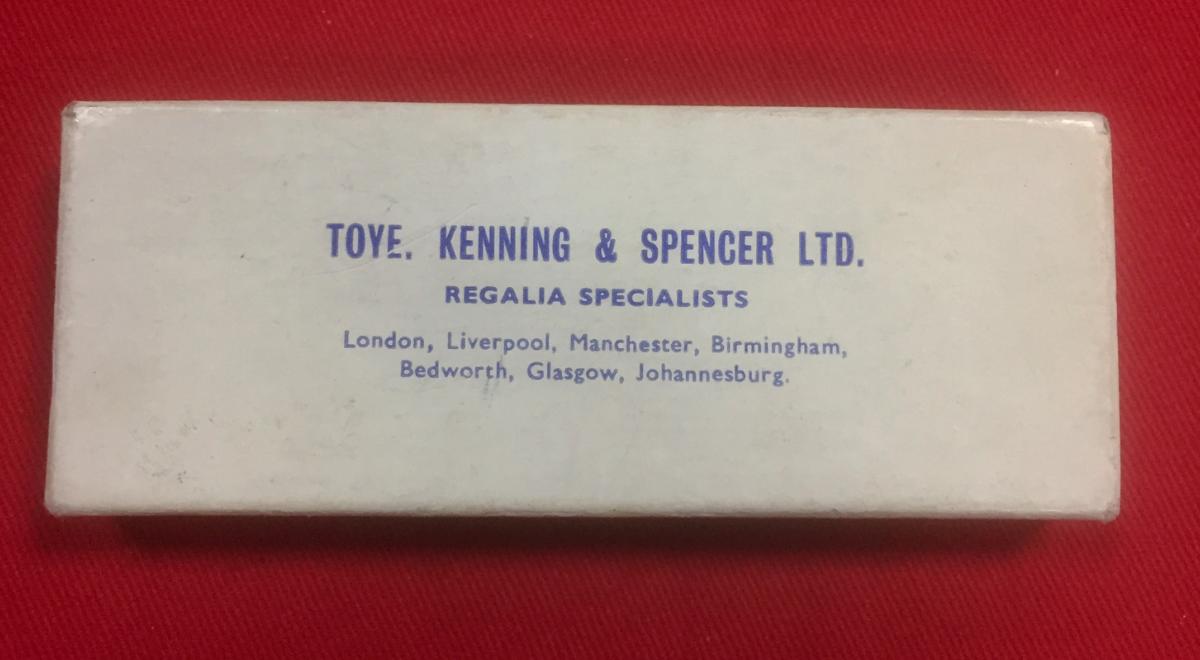 TOYE. KENNING & SPENCER LTD.
REGALIA SPECIALISTS
London, Liverpool, Manchester, Birmingham,
Bedworth, Glasgow, Johannesburg.